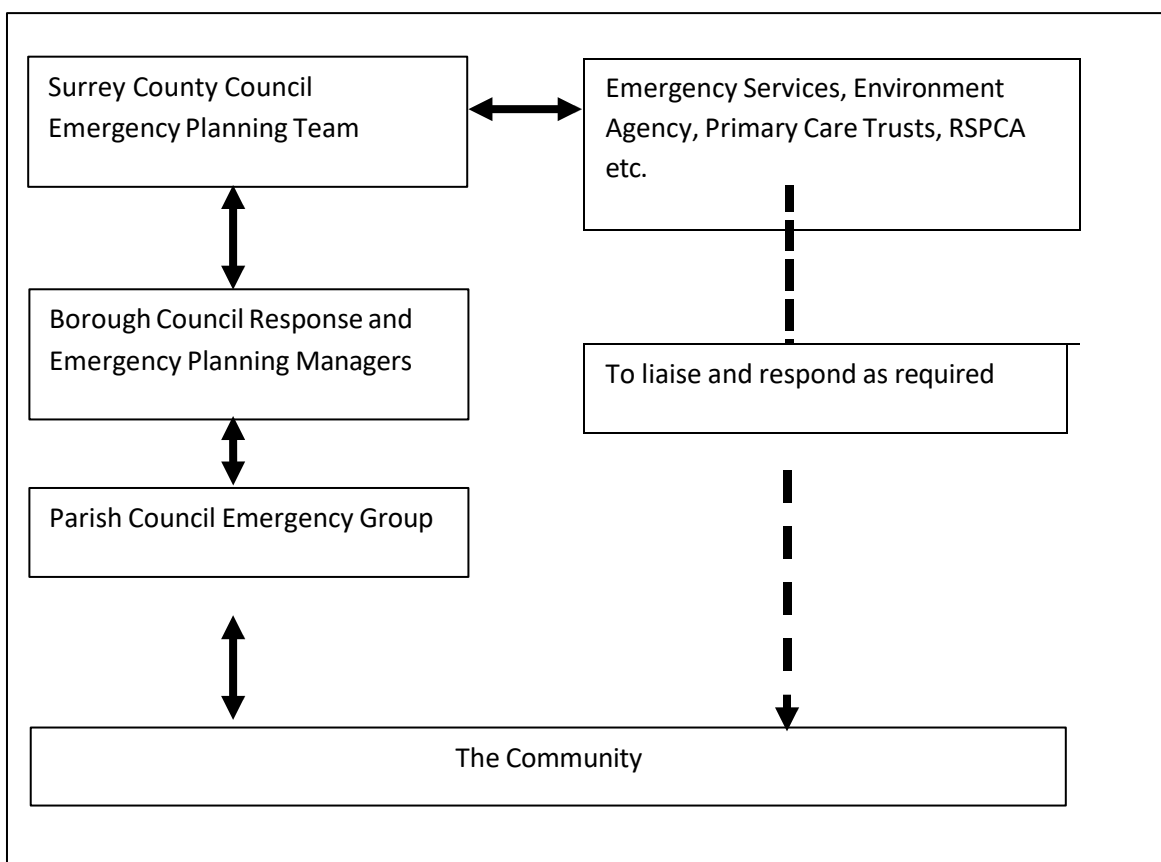 Surrey County Council
Emergency Planning Team
Emergency Services, Environment
Agency, Primary Care Trusts, RSPCA
etc.
Borough Council Response and
Emergency Planning Managers
To liaise and respond as required
Parish Council Emergency Group
The Community